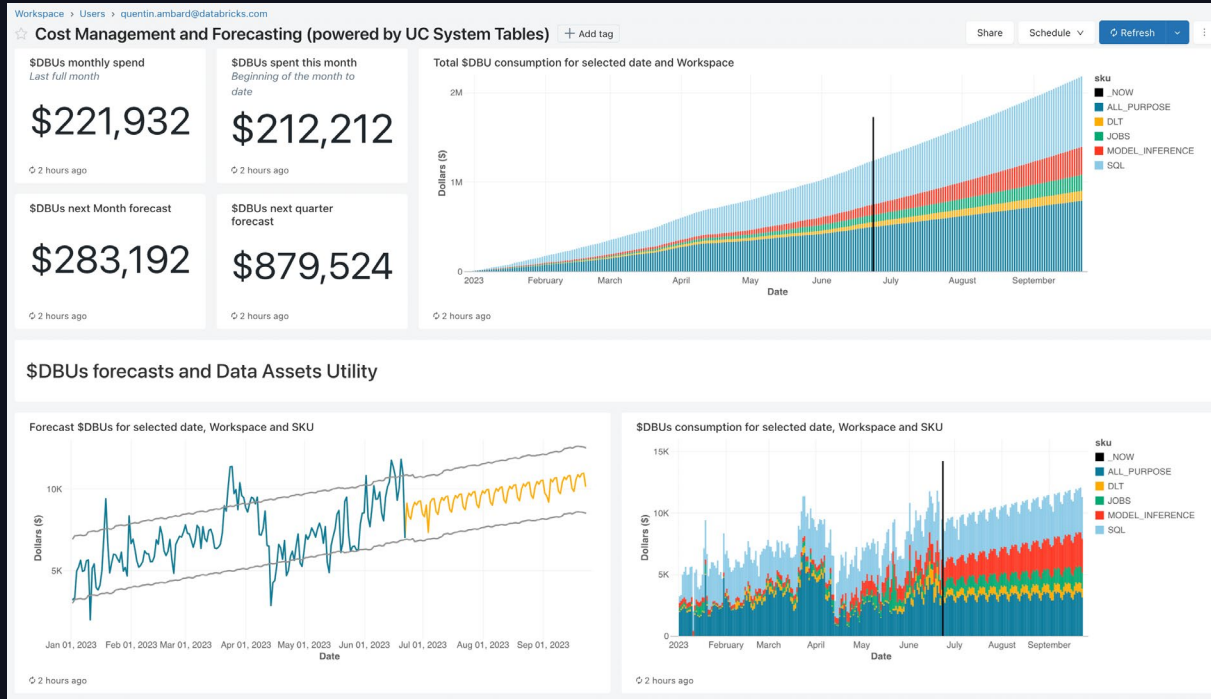 Workspace > Users > quentin.ambard@databricks.com
Cost Management and Forecasting (powered by UC System Tables)
+ Add tag
Share
Schedule
Refresh
$DBUs monthly spend
Last full month
$221,932
2 hours ago
$DBUs spent this month
Beginning of the month to
date
$212,212
2 hours ago
$DBUs next Month forecast
$283,192
2 hours ago
$DBUs next quarter
forecast
$879,524
2 hours ago
Total $DBU consumption for selected date and Workspace
Dollars ($)
2M
1M
0
2023 February March April May June July August September
Date
sku
_NOW
ALL_PURPOSE
DLT
JOBS
MODEL_INFERENCE
SQL
2 hours ago
$DBUs forecasts and Data Assets Utility
Forecast $DBUs for selected date, Workspace and SKU
Dollars ($)
10K
5K
Jan 01, 2023 Feb 01, 2023 Mar 01, 2023 Apr 01, 2023 May 01, 2023 Jun 01, 2023 Jul 01, 2023 Aug 01, 2023 Sep 01, 2023
Date
2 hours ago
$DBUs consumption for selected date, Workspace and SKU
Dollars ($)
15K
10K
5K
0
2023 February March April May June July August September
Date
sku
_NOW
ALL_PURPOSE
DLT
JOBS
MODEL_INFERENCE
SQL
2 hours ago